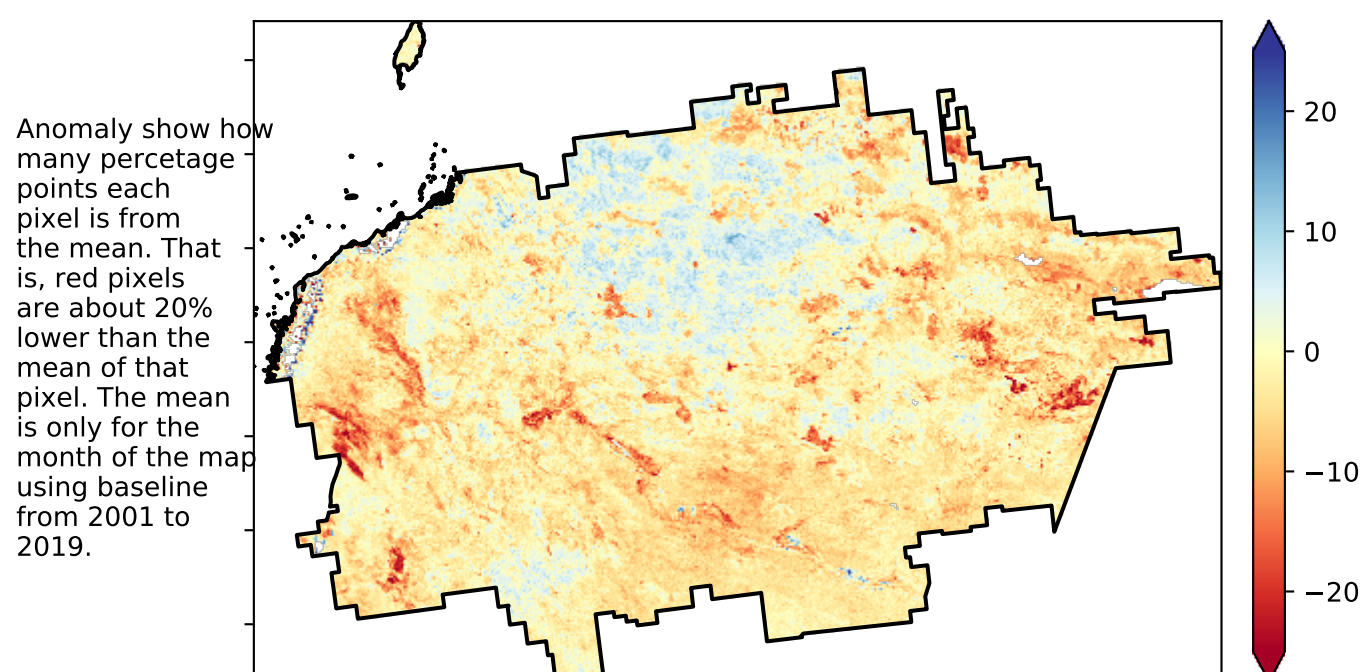 Anomaly show how
many percetage
points each
pixel is from
the mean. That
is, red pixels
are about 20%
lower than the
mean of that
pixel. The mean
is only for the
month of the map
using baseline
from 2001 to
2019.
20
10
0
−10
−20